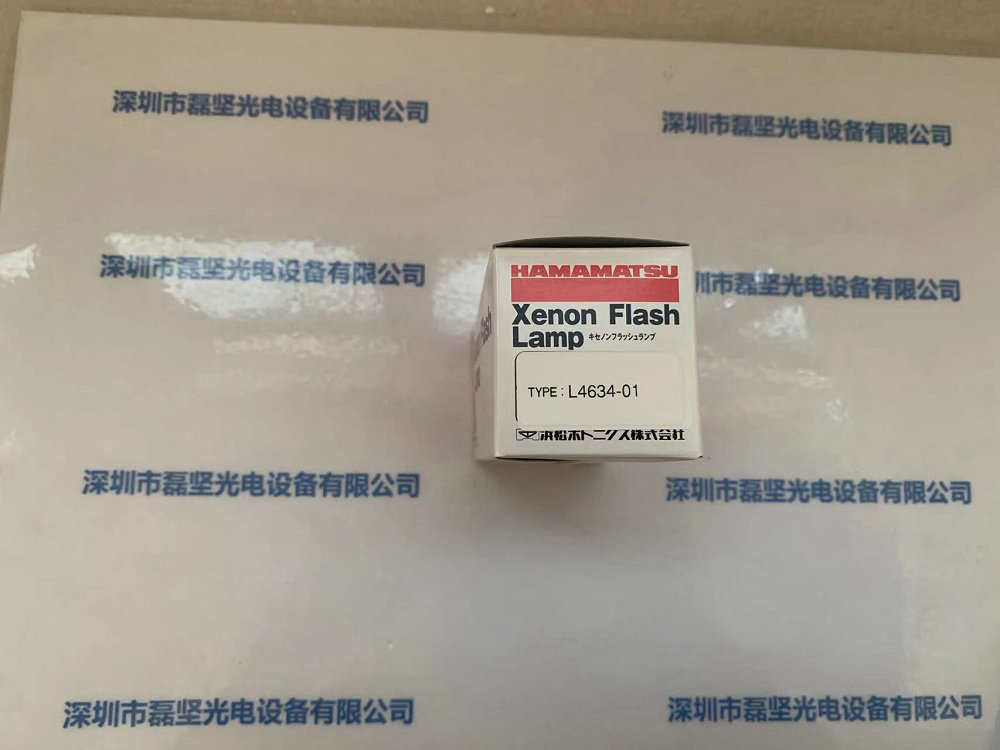 深圳市磊坚光电设备有限公司
深圳市磊坚光电设备有限公司
深圳市磊坚光电设备有限公司
圳市磊坚光电设备有限公司
HAMAMATSU
Xenon Flash
Lamp キセノンフラッシュランプ
TYPE : L4634-01
浜松ホトニクス株式会社
深圳市磊坚光电设备有限公司
深圳市磊坚光电设备有限公司
深圳市磊坚光电设备有限公司
深圳市磊坚光电设备有限公司